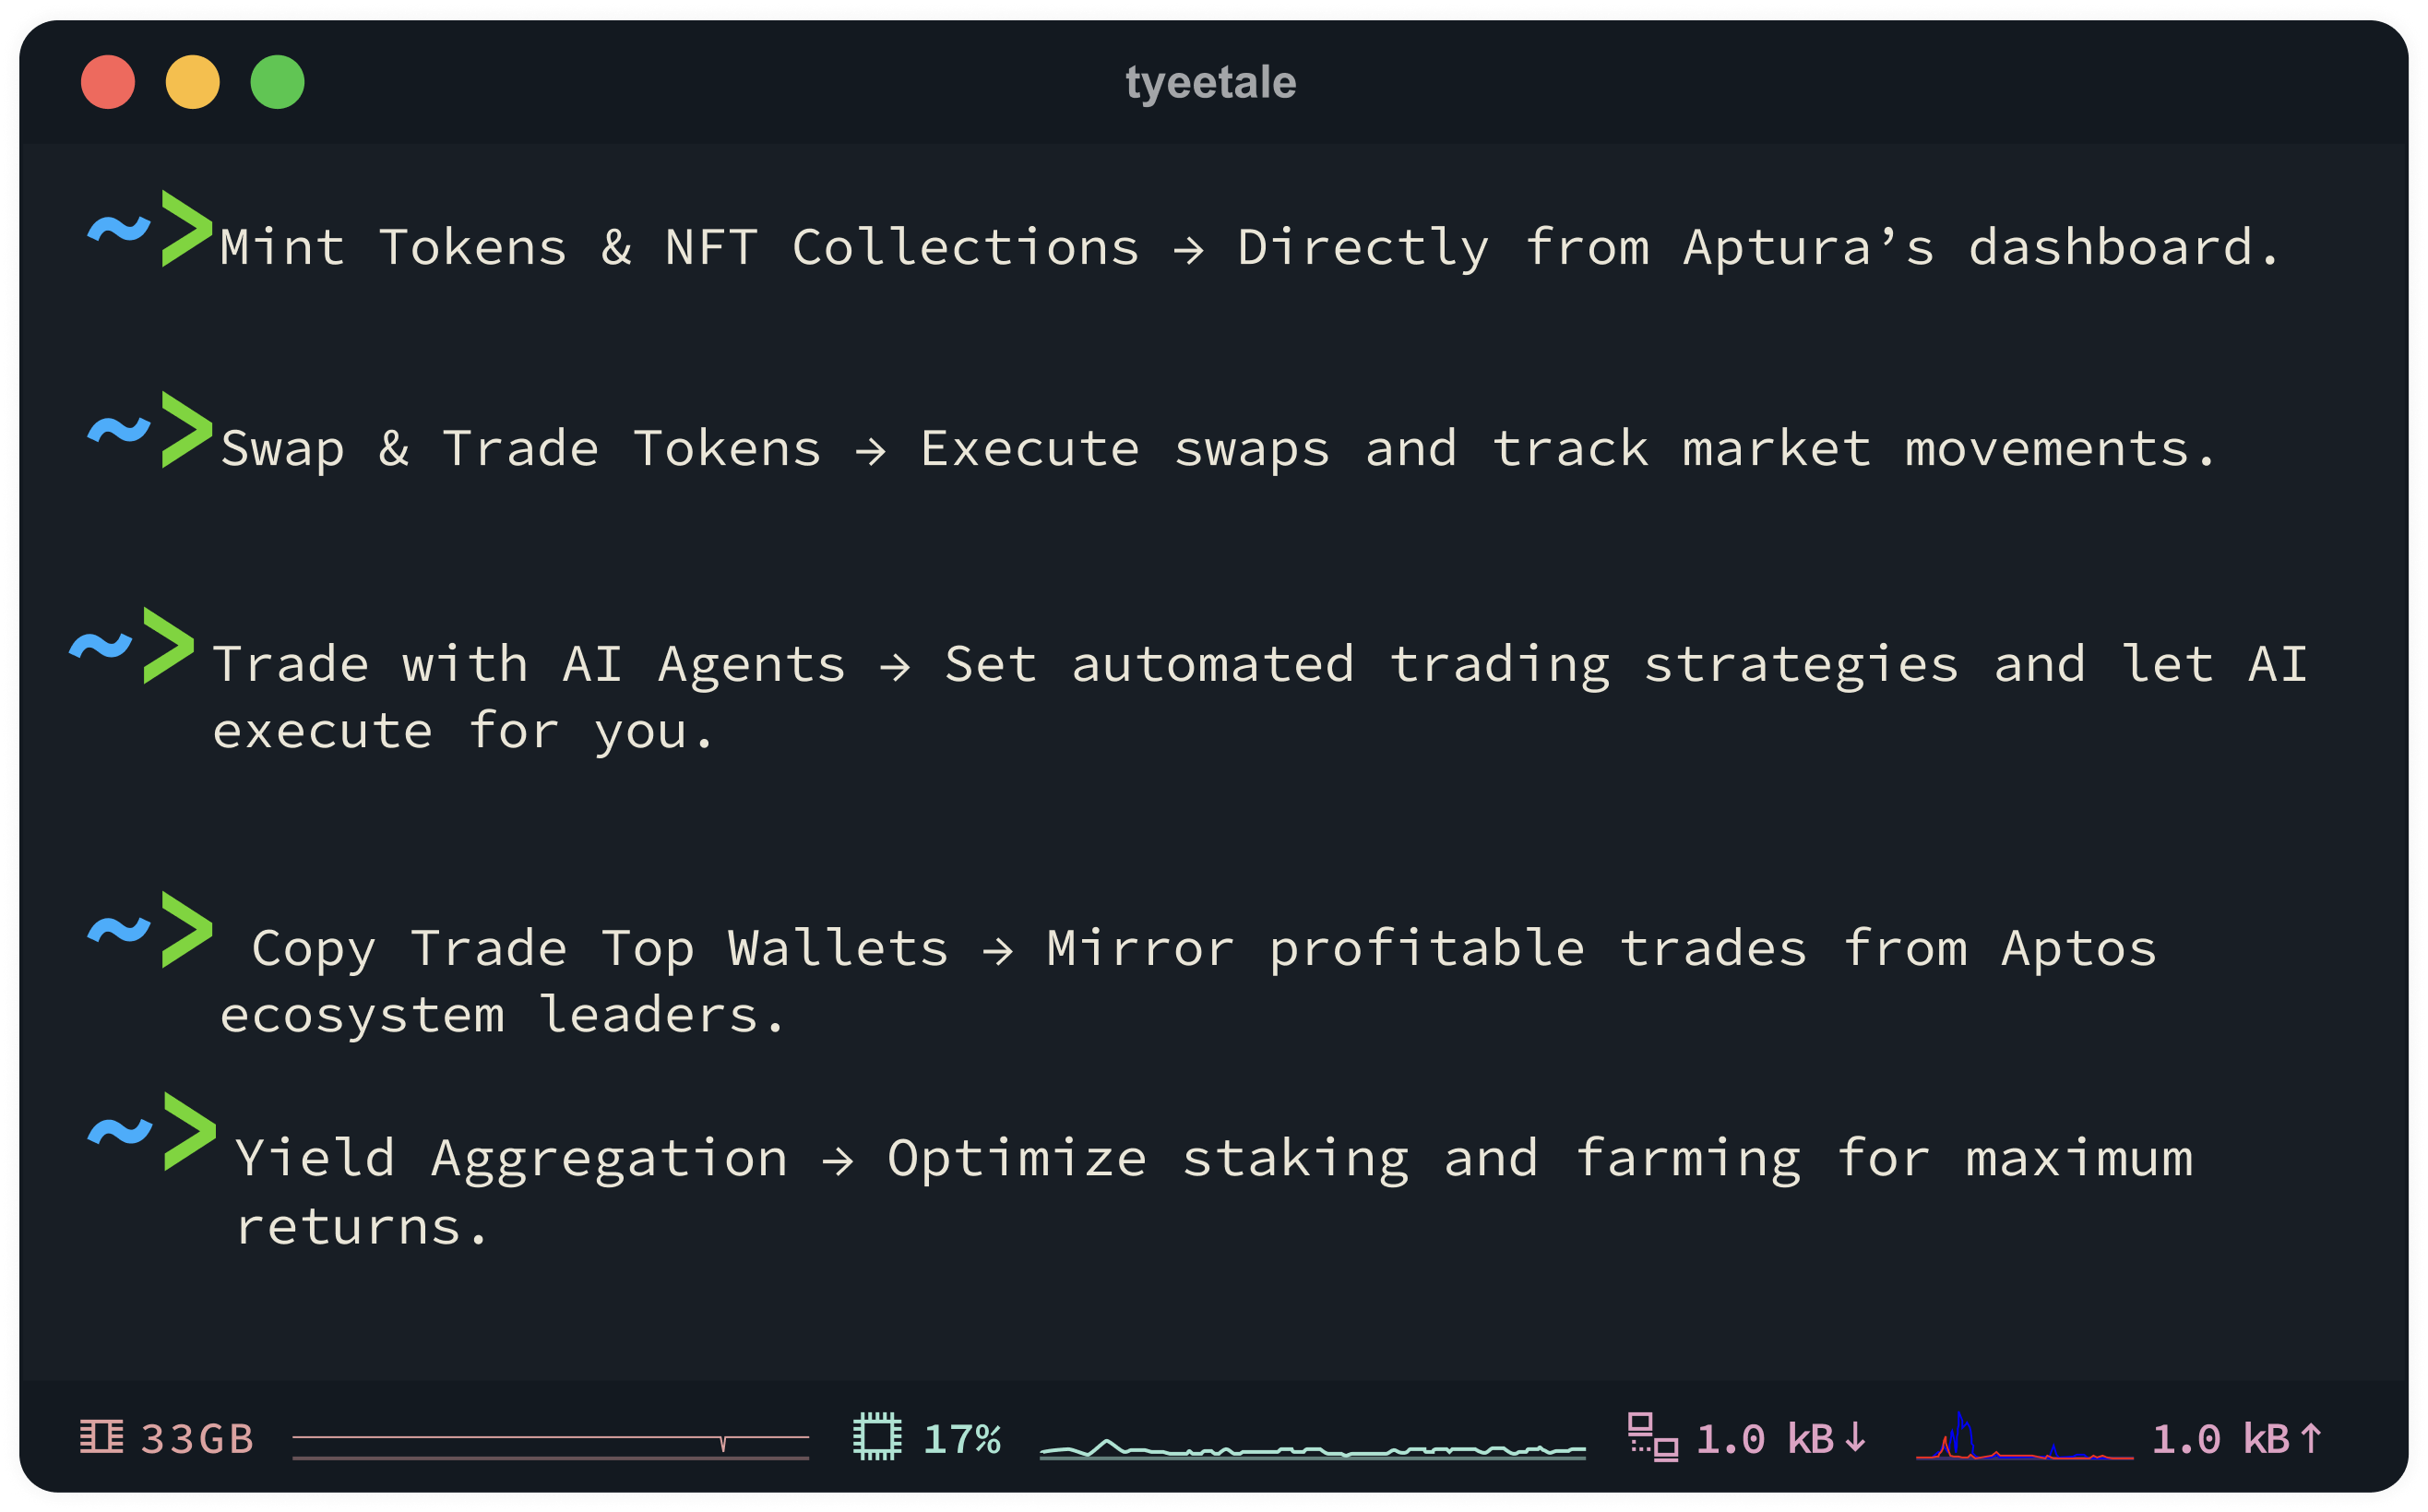 tyeetale
~>Mint Tokens & NFT Collections → Directly from Aptura’s dashboard.
~>Swap & Trade Tokens → Execute swaps and track market movements.
~>Trade with AI Agents → Set automated trading strategies and let AI
execute for you.
~> Copy Trade Top Wallets → Mirror profitable trades from Aptos
ecosystem leaders.
~>Yield Aggregation → Optimize staking and farming for maximum
returns.
33GB 17% 1.0 kB↓ 1.0 kB↑